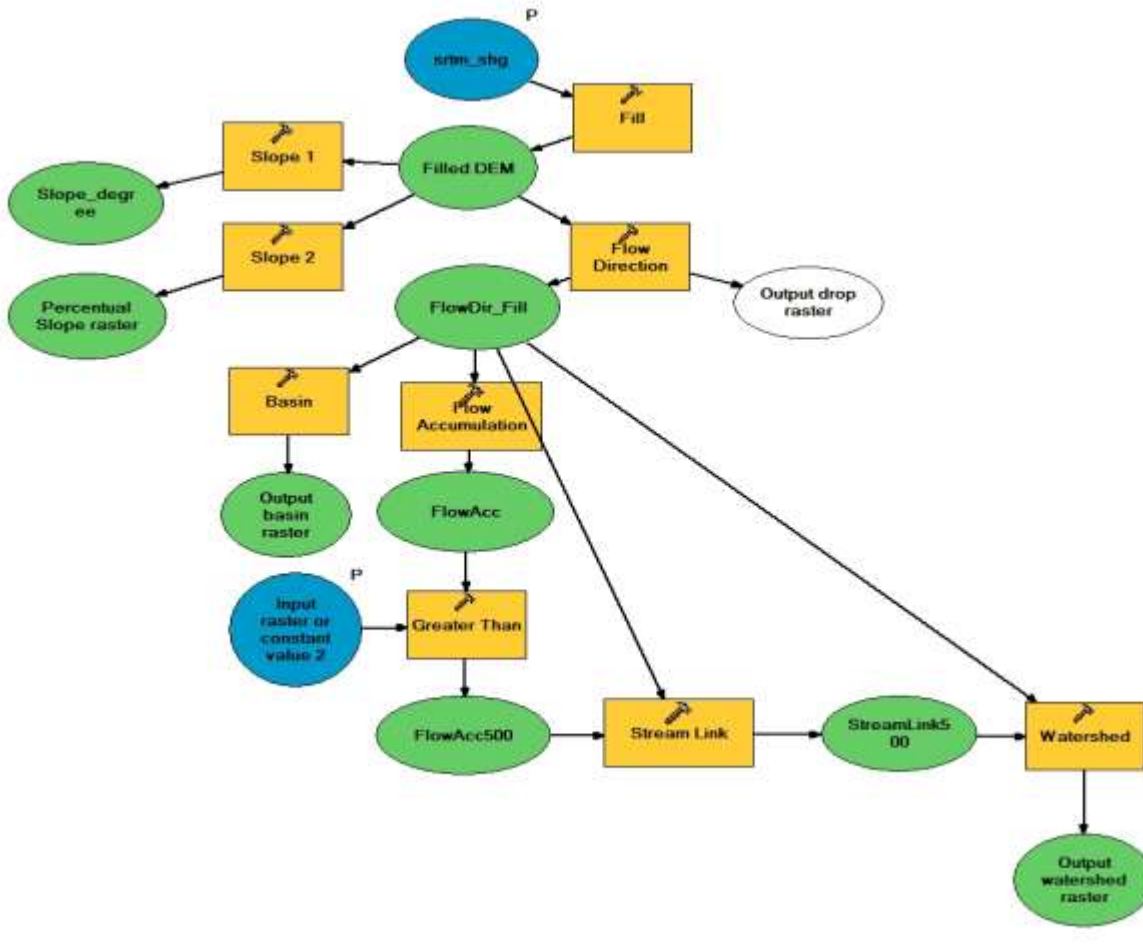 P
srtm_shg
Fill
Slope 1
Filled DEM
Slope_degr
ee
Slope 2
Flow
Direction
Percentual
Slope raster
FlowDir_Fill
Output drop
raster
Basin
Flow
Accumulation
Output
basin
raster
FlowAcc
P
Input
raster or
constant
value 2
Greater Than
FlowAcc500
Stream Link
StreamLink5
00
Watershed
Output
watershed
raster